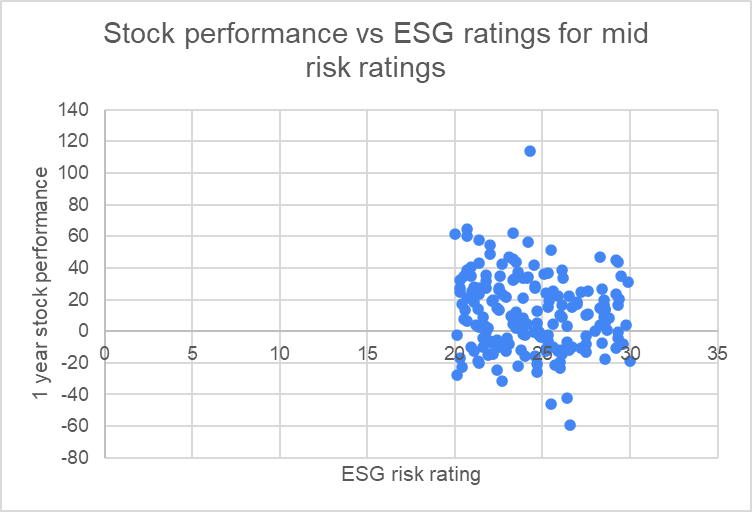 Stock performance vs ESG ratings for mid
risk ratings
140
120
100
80
60
40
20
0
-20
-40
-60
-80
0 5 10 15 20 25 30 35
1 year stock performance
ESG risk rating